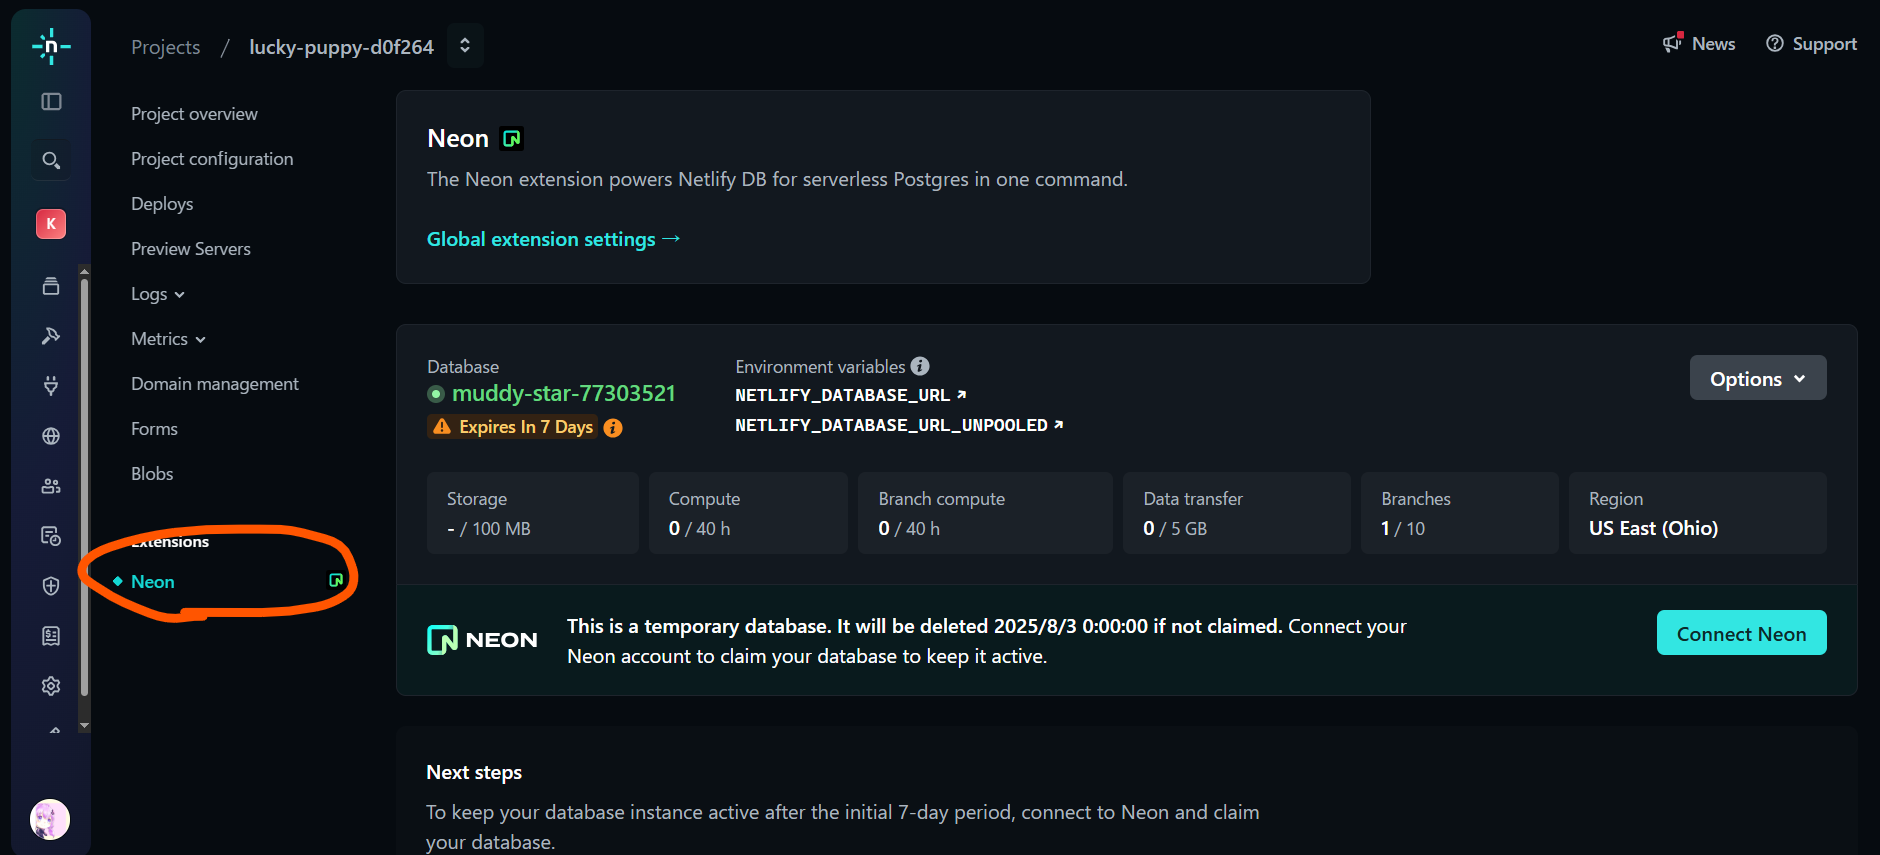 Projects / lucky-puppy-d0f264
News
Support
K
Project overview
Project configuration
Deploys
Preview Servers
Logs
Metrics
Domain management
Forms
Blobs
Extensions
Neon
Neon
The Neon extension powers Netlify DB for serverless Postgres in one command.
Global extension settings →
Database
muddy-star-77303521
Expires In 7 Days
Environment variables
NETLIFY_DATABASE_URL
NETLIFY_DATABASE_URL_UNPOOLED
Options
Storage
- / 100 MB
Compute
0 / 40 h
Branch compute
0 / 40 h
Data transfer
0 / 5 GB
Branches
1 / 10
Region
US East (Ohio)
NEON
This is a temporary database. It will be deleted 2025/8/3 0:00:00 if not claimed. Connect your
Neon account to claim your database to keep it active.
Connect Neon
Next steps
To keep your database instance active after the initial 7-day period, connect to Neon and claim
your database.